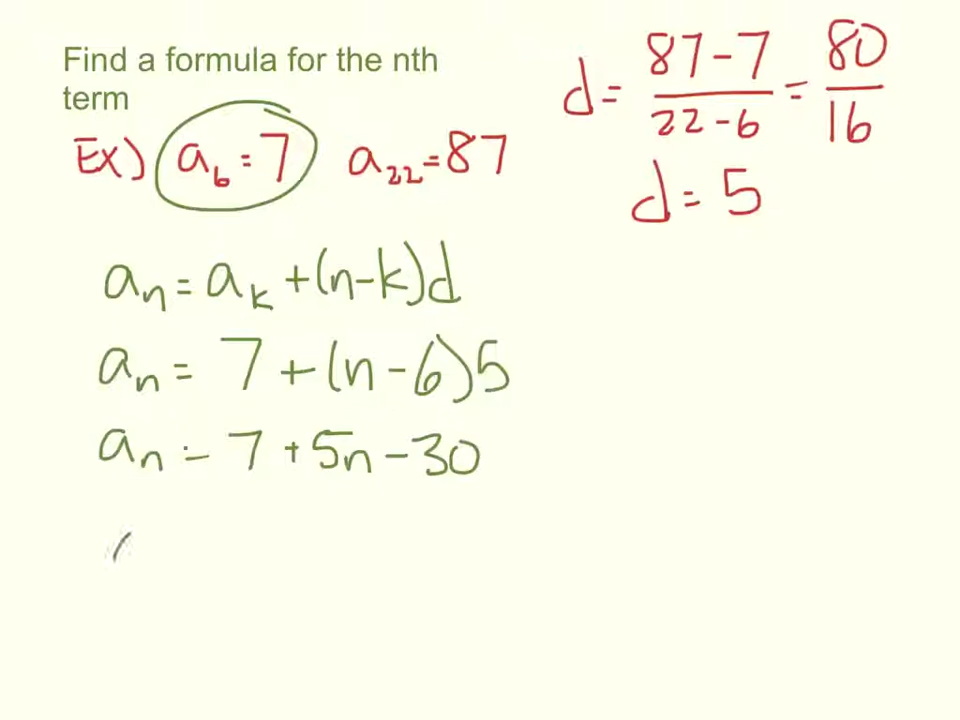 Find a formula for the nth
term
Ex) a₆ = 7 a₂₂ = 87
d = (87 - 7)/(22 - 6) = 80/16
d = 5
aₙ = aₖ + (n-k)d
aₙ = 7 + (n-6)5
aₙ = 7 + 5n - 30